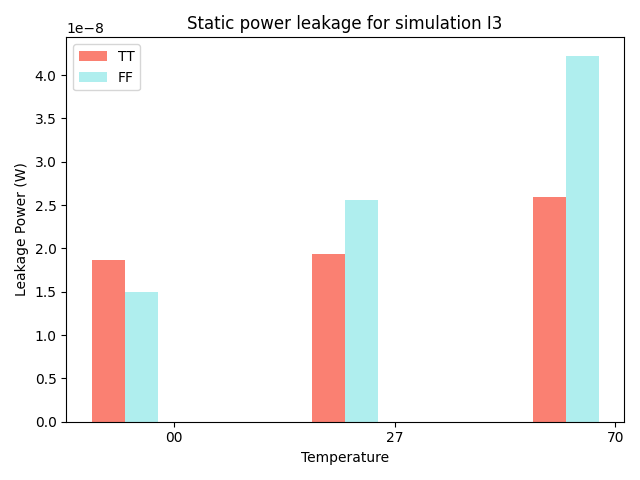 Static power leakage for simulation I3
1e−8
TT
FF
4.0
3.5
3.0
2.5
2.0
1.5
1.0
0.5
0.0
Leakage Power (W)
00 27 70
Temperature